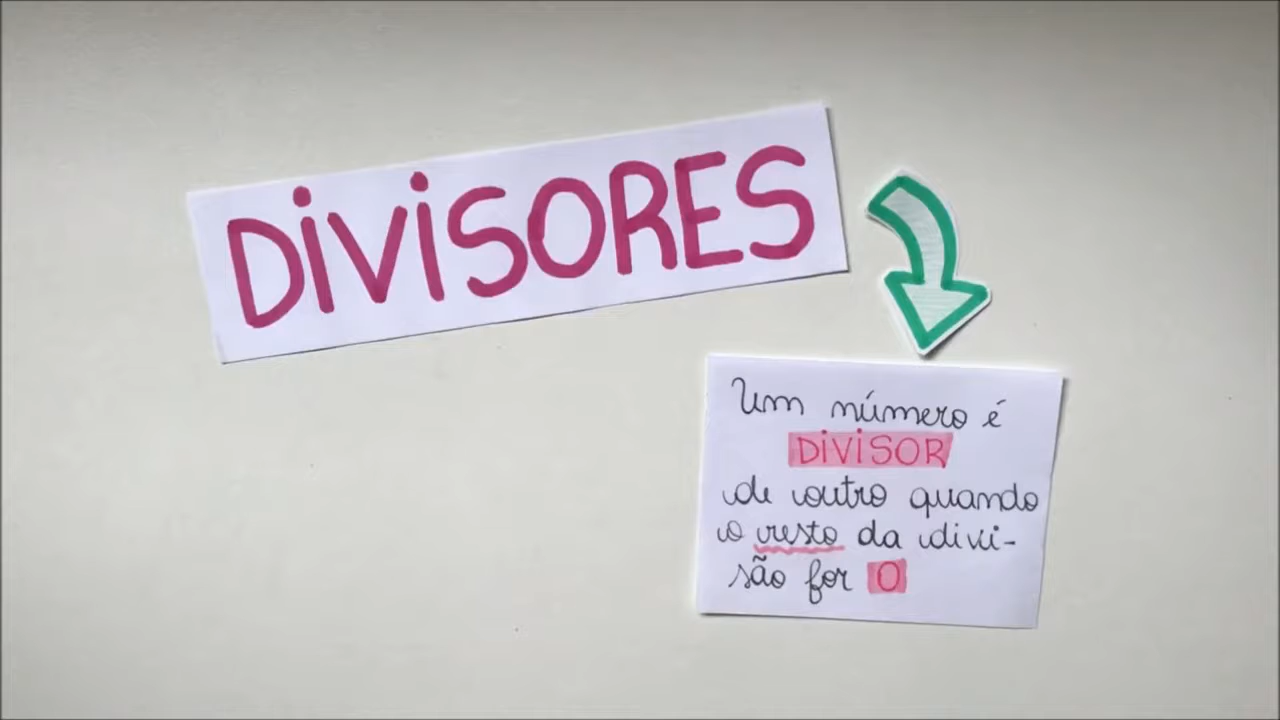 DIVISORES
Um número é
DIVISOR
de outro quando
o resto da divi-
são for 0